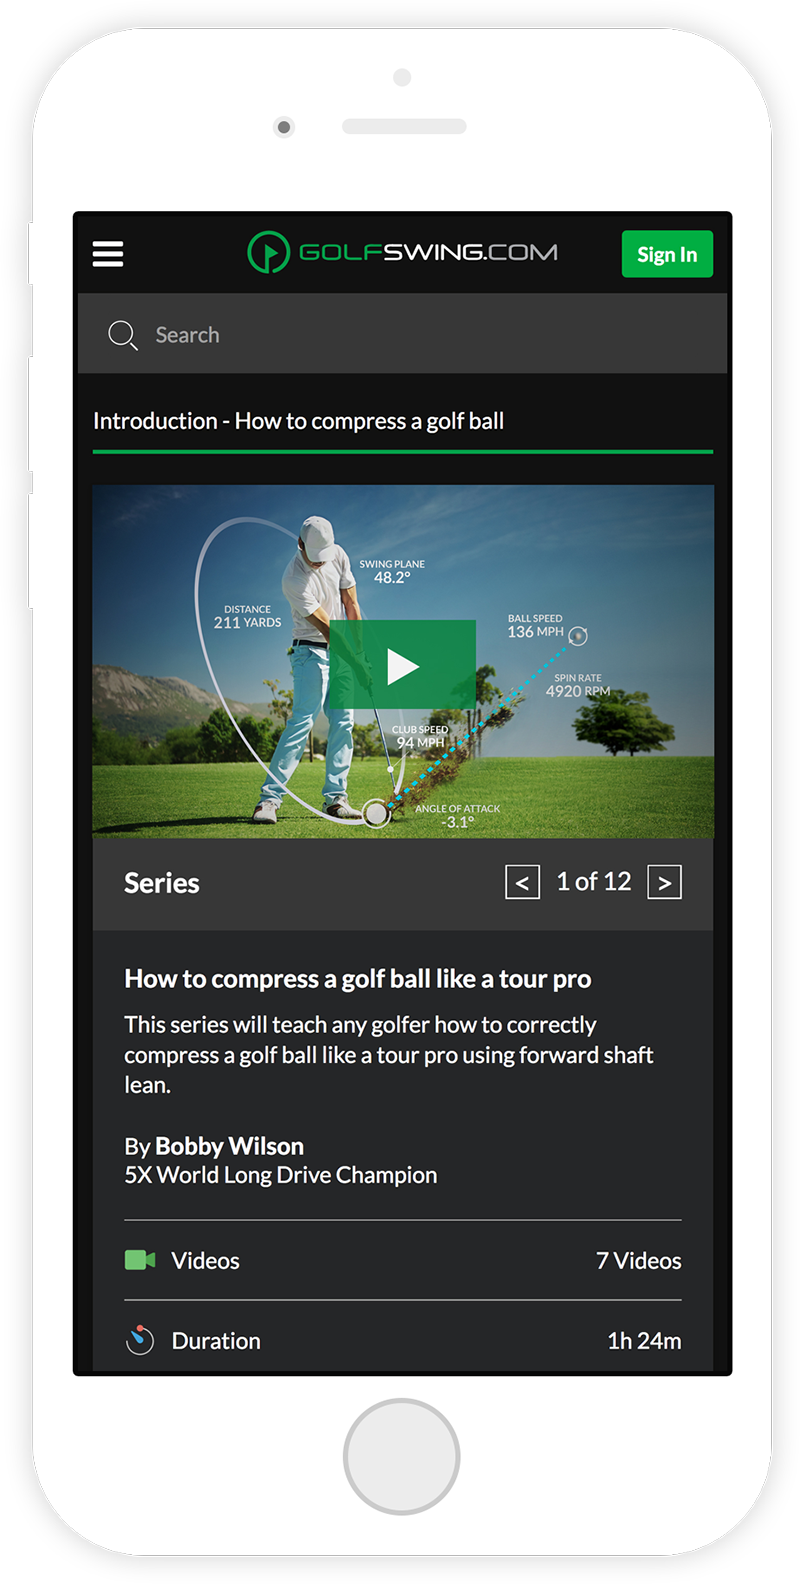 GOLFSWING.COM
Sign In
Search
Introduction - How to compress a golf ball
SWING PLANE
48.2°
DISTANCE
211 YARDS
BALL SPEED
136 MPH
SPIN RATE
4920 RPM
CLUB SPEED
94 MPH
ANGLE OF ATTACK
-3.1°
Series
< 1 of 12 >
How to compress a golf ball like a tour pro
This series will teach any golfer how to correctly
compress a golf ball like a tour pro using forward shaft
lean.
By Bobby Wilson
5X World Long Drive Champion
Videos 7 Videos
Duration 1h 24m